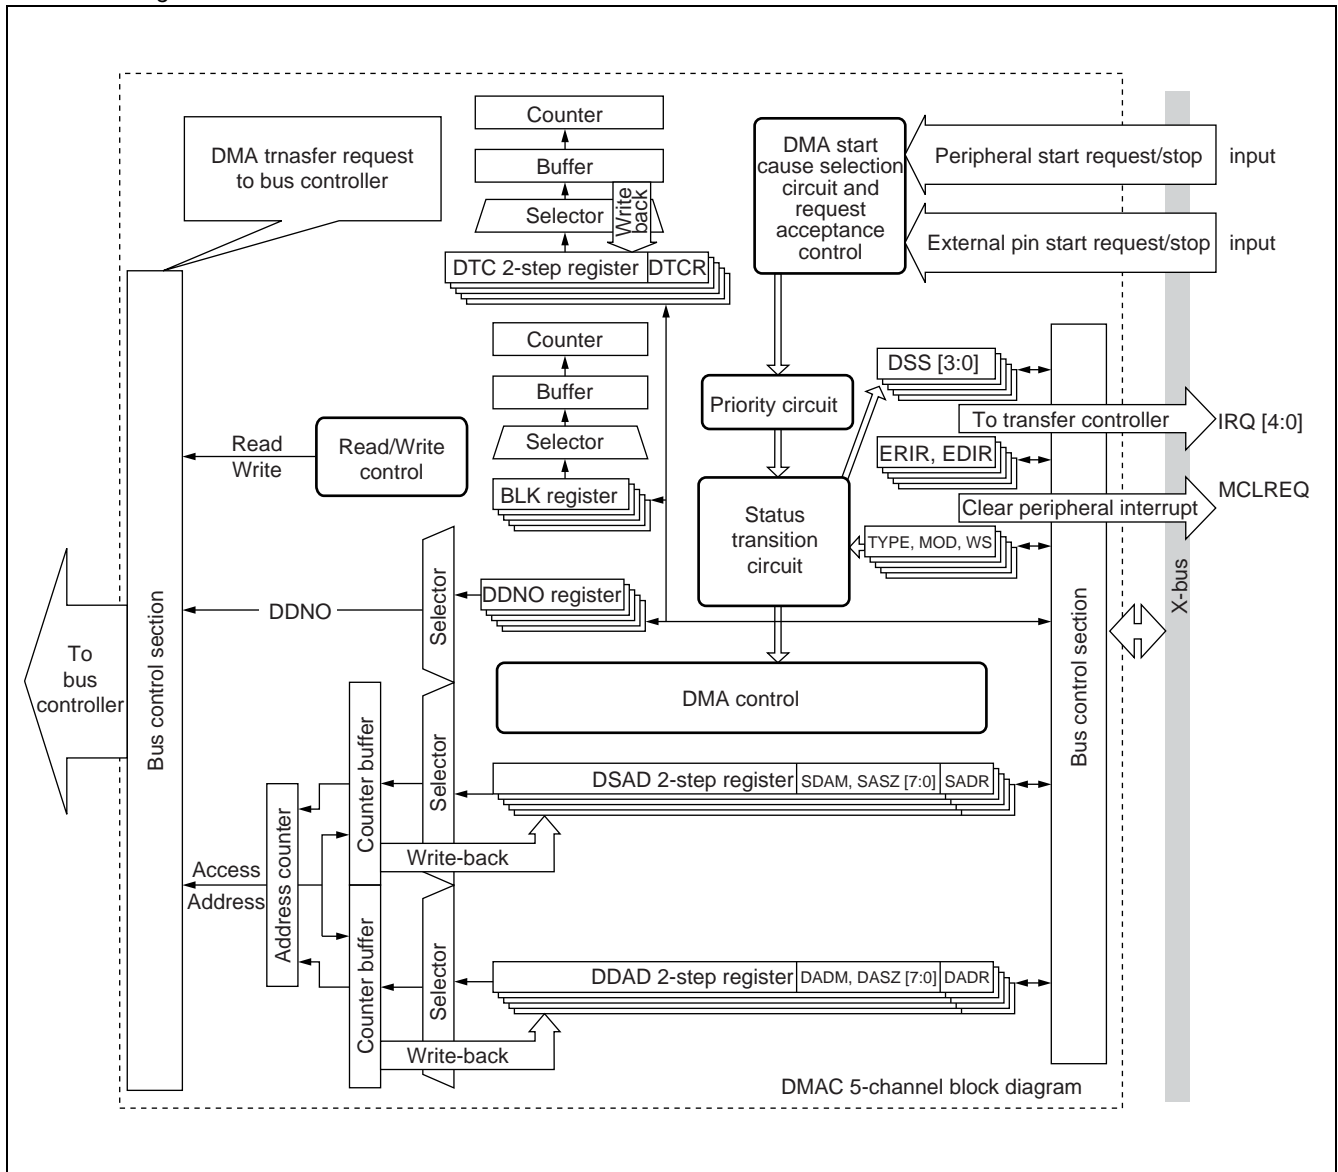 Counter
Buffer
Selector
Write
back
DTC 2-step register
DTCR
DMA trnasfer request
to bus controller
DMA start
cause selection
circuit and
request
acceptance
control
Peripheral start request/stop
input
External pin start request/stop
input
Counter
Buffer
Selector
BLK register
Priority circuit
DSS [3:0]
To transfer controller
IRQ [4:0]
ERIR, EDIR
MCLREQ
Clear peripheral interrupt
TYPE, MOD, WS
Read
Write
Read/Write
control
Status
transition
circuit
X-bus
DDNO
Selector
DDNO register
To
bus
controller
Bus control section
Bus control section
DMA control
Counter buffer
Selector
DSAD 2-step register
SDAM, SASZ [7:0]
SADR
Write-back
Access
Address
Address counter
Counter buffer
Selector
DDAD 2-step register
DADM, DASZ [7:0]
DADR
Write-back
DMAC 5-channel block diagram